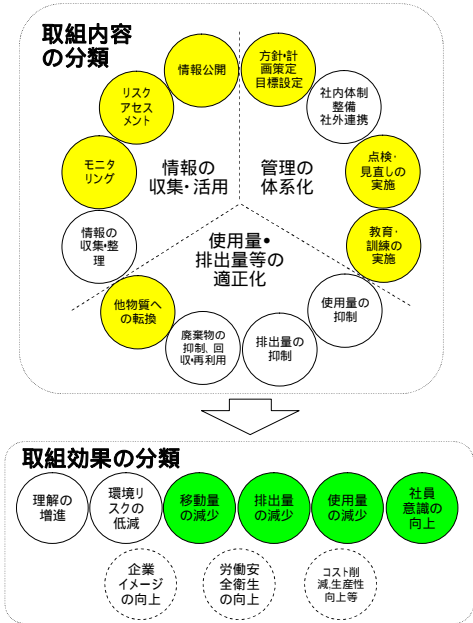 取組内容
の分類
情報公開
方針・計
画策定
目標設定
リスク
アセス
メント
社内体制
整備
社外連携
モニタ
リング
情報の
収集・活用
管理の
体系化
点検・
見直しの
実施
情報の
収集・整
理
使用量・
排出量等の
適正化
教育・
訓練の
実施
他物質へ
の転換
使用量の
抑制
廃棄物の
抑制、回
収・再利用
排出量の
抑制
取組効果の分類
理解の
増進
環境リ
スクの
低減
移動量
の減少
排出量
の減少
使用量
の減少
社員
意識の
向上
企業
イメージ
の向上
労働安
全衛生
の向上
コスト削
減、生産性
向上等